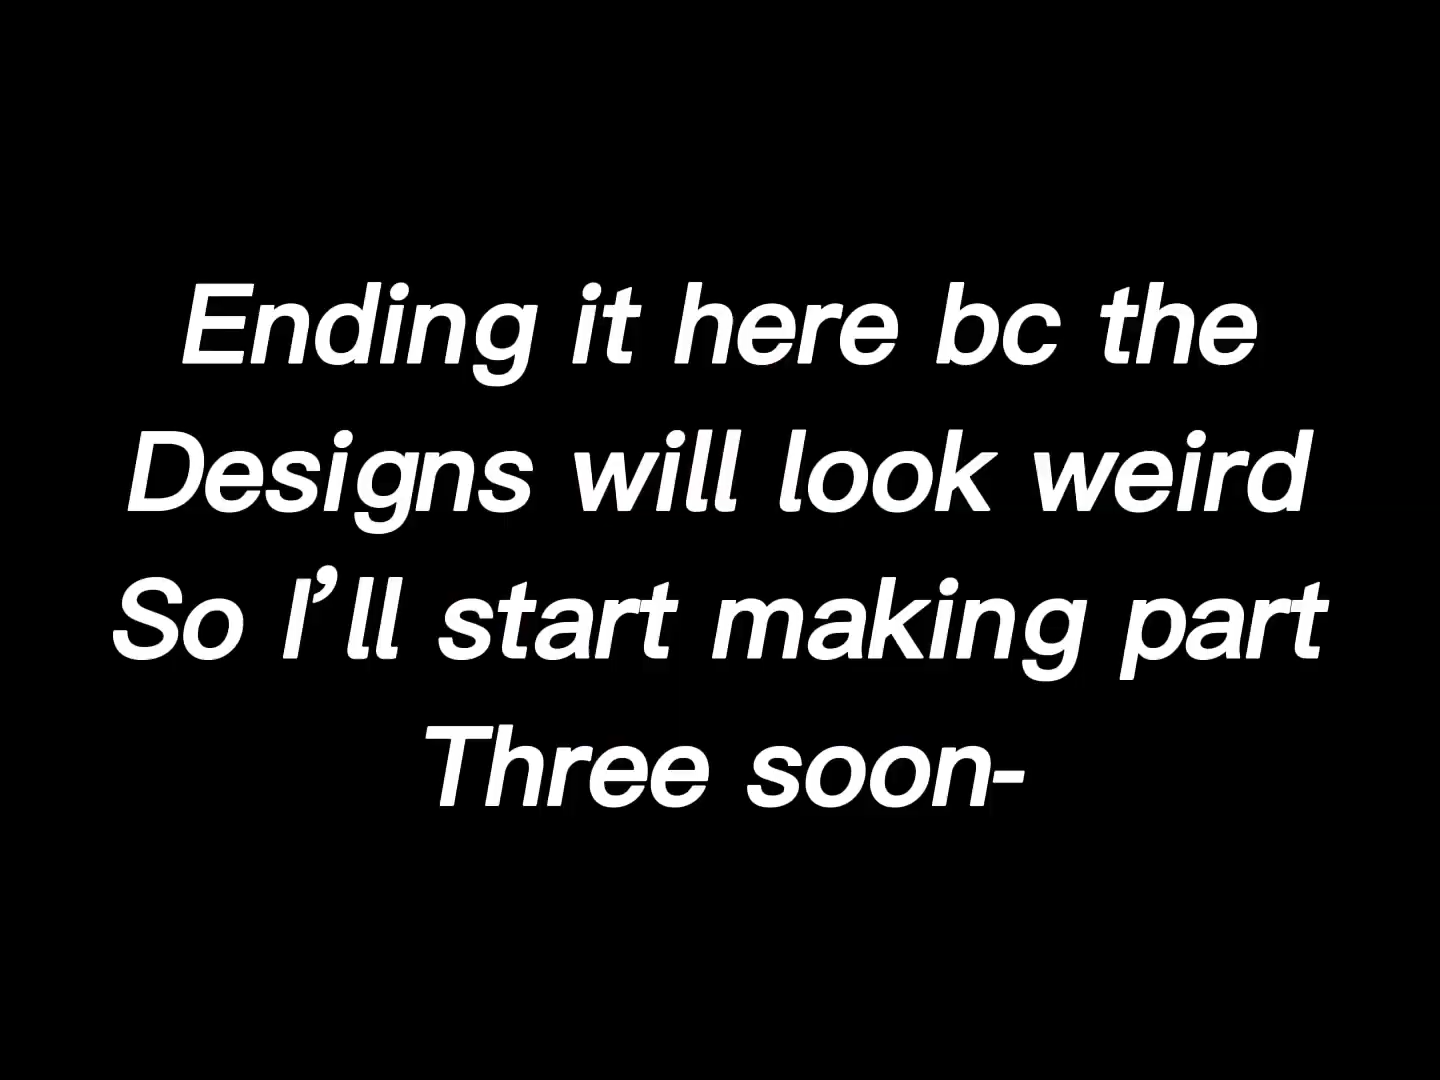 Ending it here bc the
Designs will look weird
So I’ll start making part
Three soon-